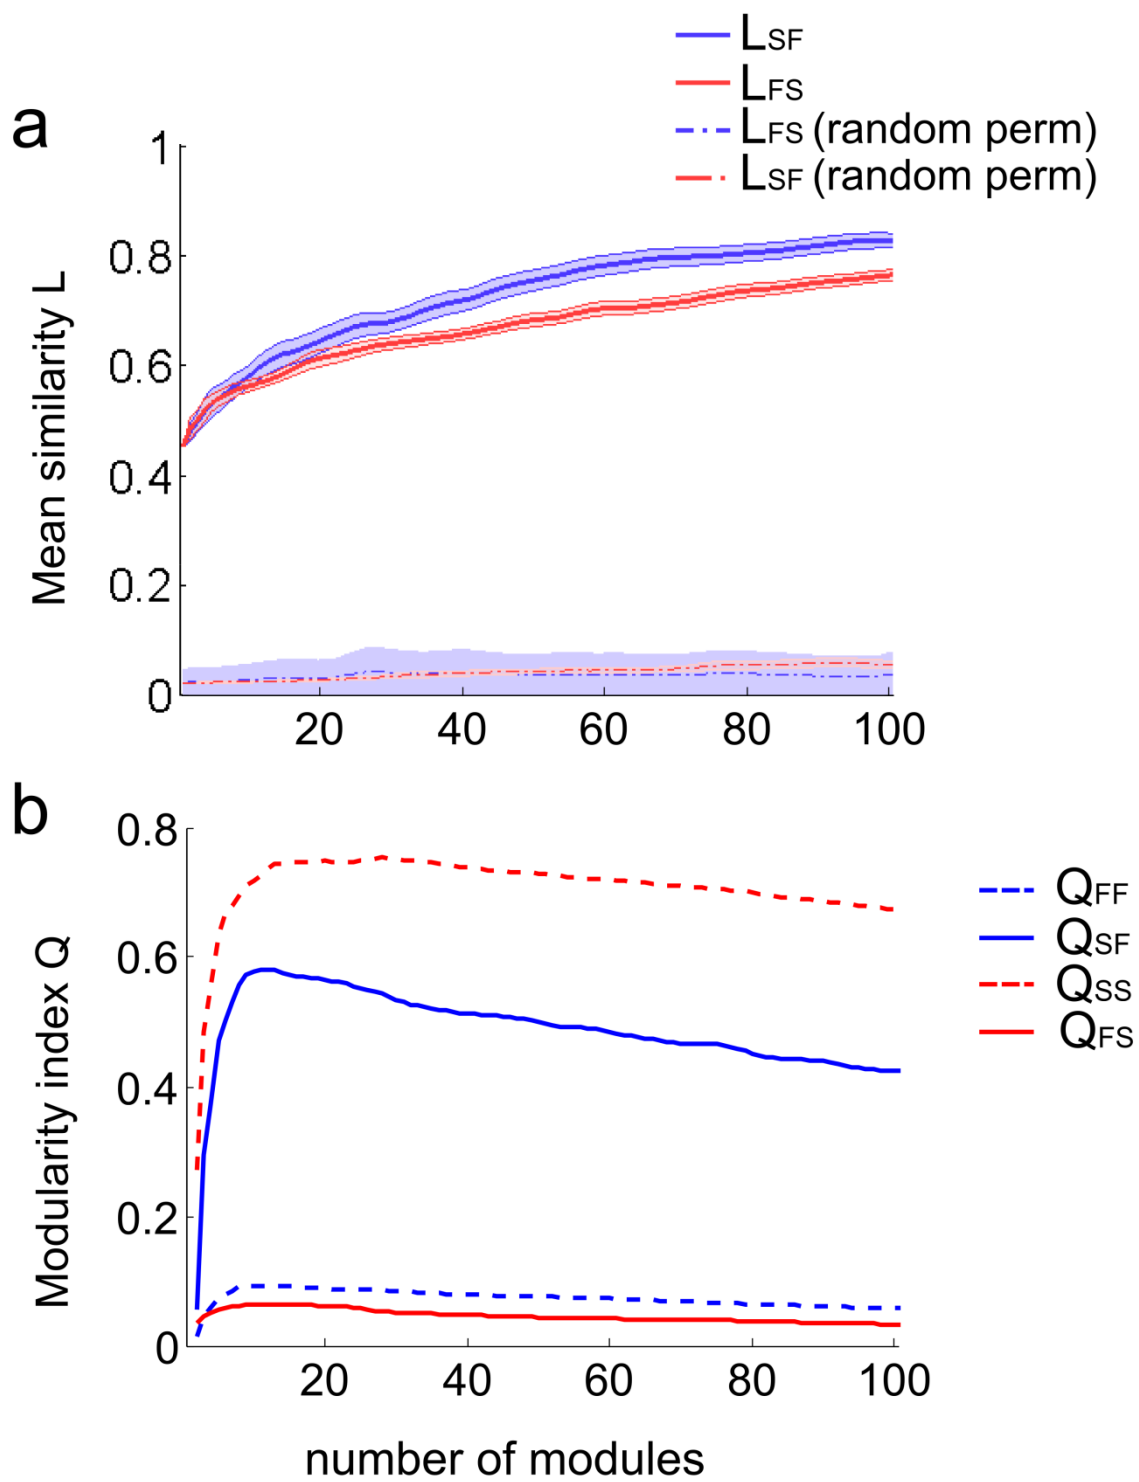 LSF
LFS
LFS (random perm)
LSF (random perm)
a
1
0.8
0.6
0.4
0.2
0
Mean similarity L
20 40 60 80 100
b
0.8
0.6
0.4
0.2
0
Modularity index Q
QFF
QSF
QSS
QFS
20 40 60 80 100
number of modules